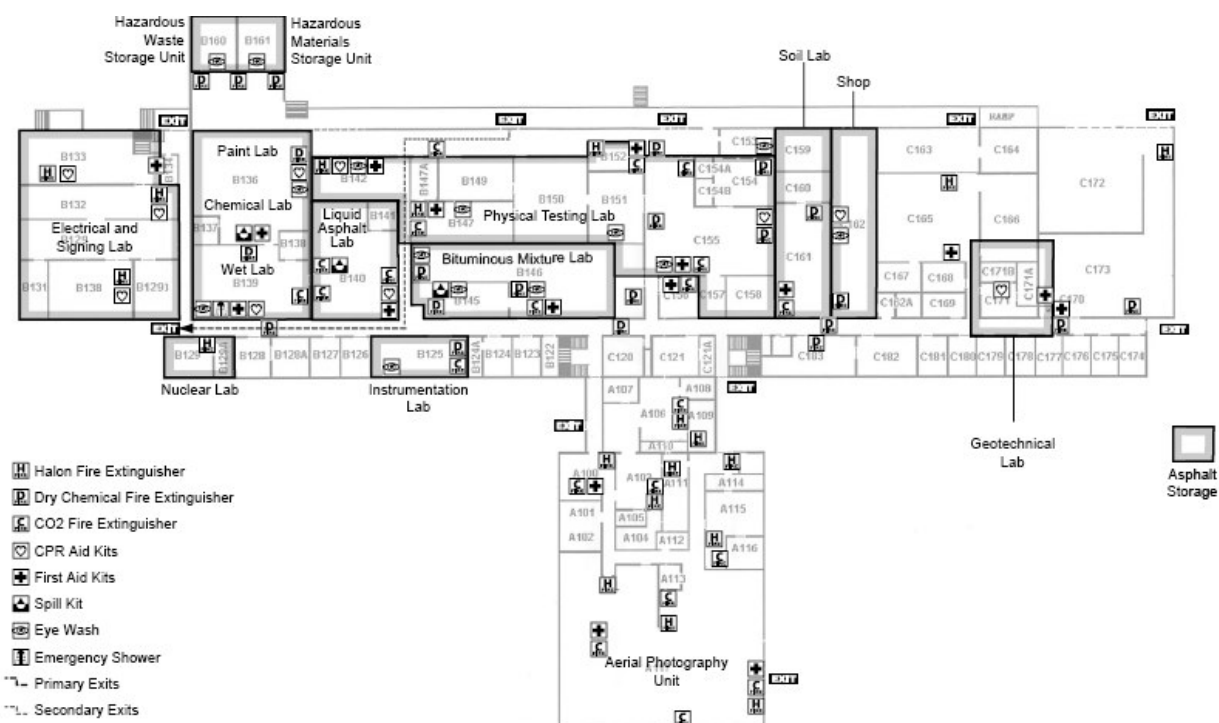 Hazardous
Waste
Storage Unit
Hazardous
Materials
Storage Unit
B160
B161
Soil Lab
Shop
EXIT
EXIT
EXIT
EXIT
EXIT
RAMP
B133
B134
Paint Lab
B136
B142
B147A
B149
B152
C153
C154A
C154
C154B
C159
C163
C164
C172
B132
Chemical Lab
B137
B138
Liquid
Asphalt
Lab
B141
B147
B150
Physical Testing Lab
B151
C155
C160
C165
C166
Electrical and
Signing Lab
Wet Lab
B139
B140
Bituminous Mixture Lab
B146
B145
C161
C167
C168
C171B
C171A
C171
C173
B131
B138
C156
C157
C158
C162A
C169
C170
EXIT
EXIT
B128
B128A
B127
B126
B125
B124A
B124
B123
B122
C120
C121
C121A
C183
C182
C181
C180
C179
C178
C177
C176
C175
C174
Nuclear Lab
Instrumentation
Lab
A107
A108
EXIT
A106
A109
EXIT
A110
Geotechnical
Lab
Asphalt
Storage
Halon Fire Extinguisher
Dry Chemical Fire Extinguisher
CO2 Fire Extinguisher
CPR Aid Kits
First Aid Kits
Spill Kit
Eye Wash
Emergency Shower
Primary Exits
Secondary Exits
A100
A111
A114
A101
A105
A115
A102
A104
A112
A116
A113
Aerial Photography
Unit
EXIT